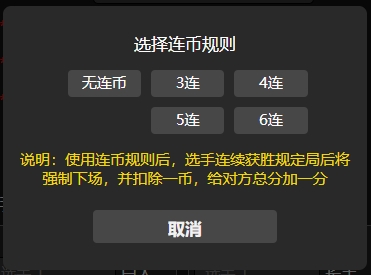 选择连币规则
无连币 3连 4连
5连 6连
说明：使用连币规则后，选手连续获胜规定局后将
强制下场，并扣除一币，给对方总分加一分
取消